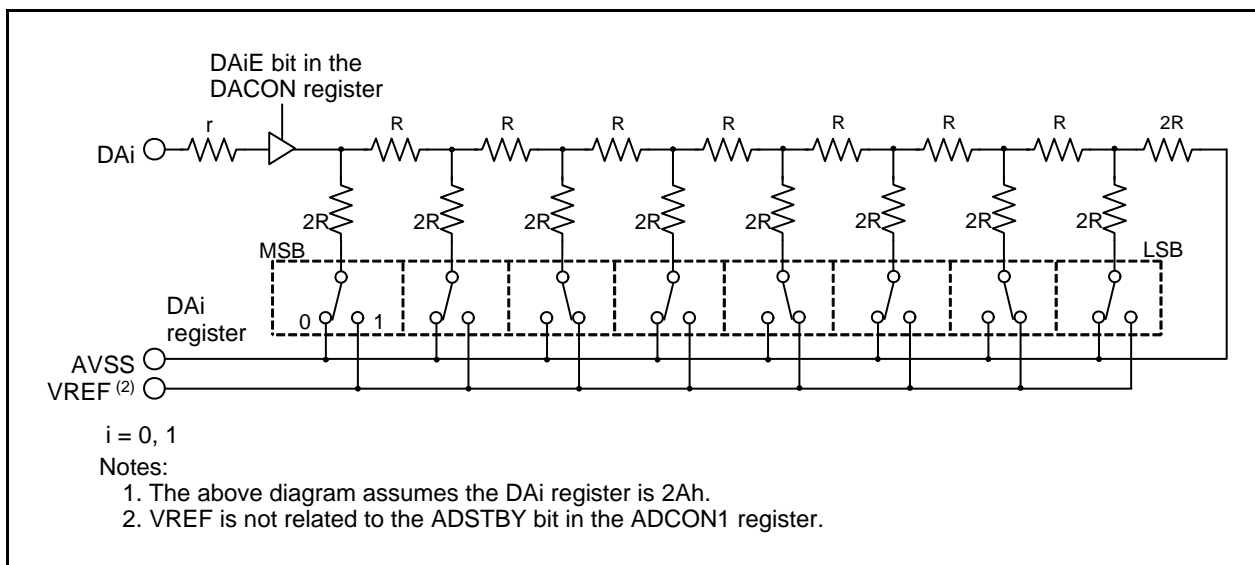 DAiE bit in the
DACON register
r
R R R R R R R 2R
DAi
2R 2R 2R 2R 2R 2R 2R 2R
MSB LSB
DAi
register
0 1
AVSS
VREF (2)
i = 0, 1
Notes:
1. The above diagram assumes the DAi register is 2Ah.
2. VREF is not related to the ADSTBY bit in the ADCON1 register.